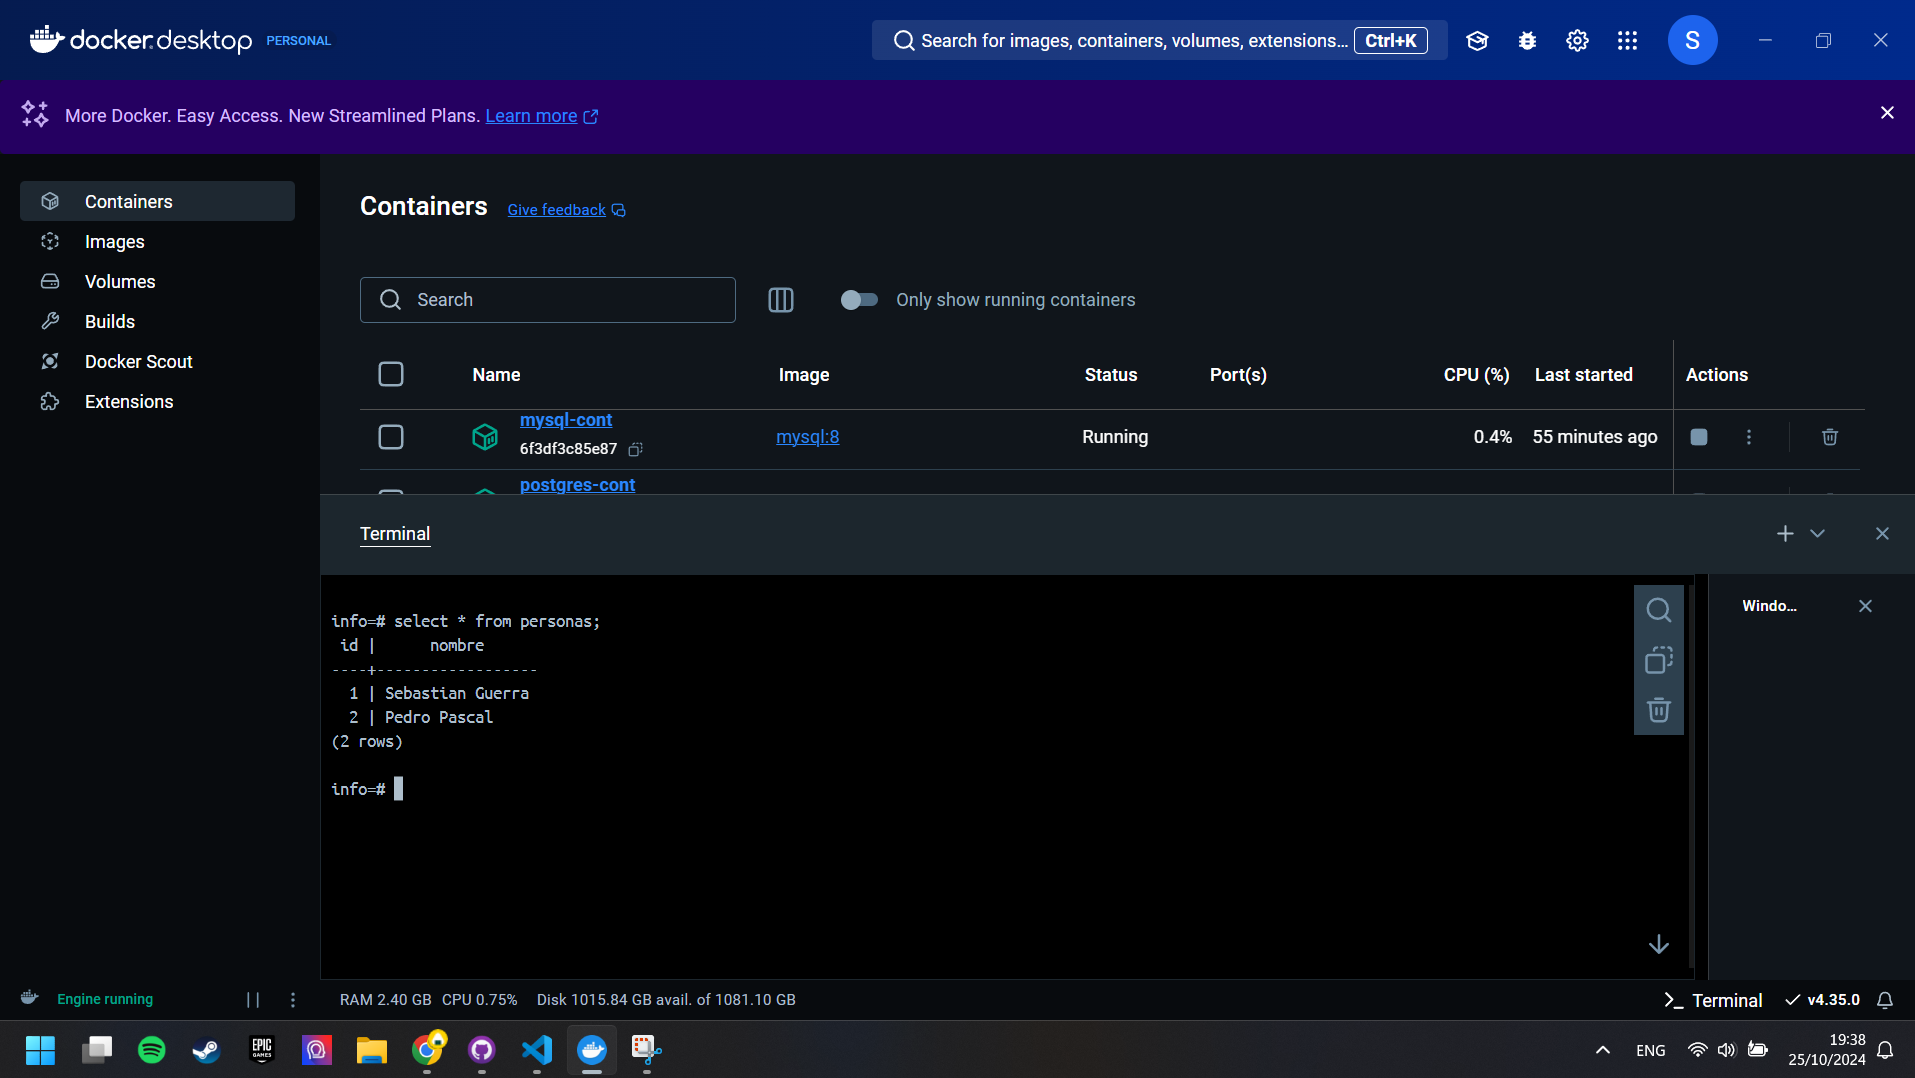 docker.desktop PERSONAL
Search for images, containers, volumes, extensions... Ctrl+K
S
More Docker. Easy Access. New Streamlined Plans. Learn more
Containers
Images
Volumes
Builds
Docker Scout
Extensions
Containers Give feedback
Search
Only show running containers
Name Image Status Port(s) CPU (%) Last started Actions
mysql-cont
6f3df3c85e87
mysql:8 Running 0.4% 55 minutes ago
postgres-cont
Terminal
Windo...
info=# select * from personas;
 id |      nombre
----+------------------
  1 | Sebastian Guerra
  2 | Pedro Pascal
(2 rows)
info=#
Engine running
RAM 2.40 GB CPU 0.75% Disk 1015.84 GB avail. of 1081.10 GB
Terminal v4.35.0
EPIC
GAMES
ENG
19:38
25/10/2024